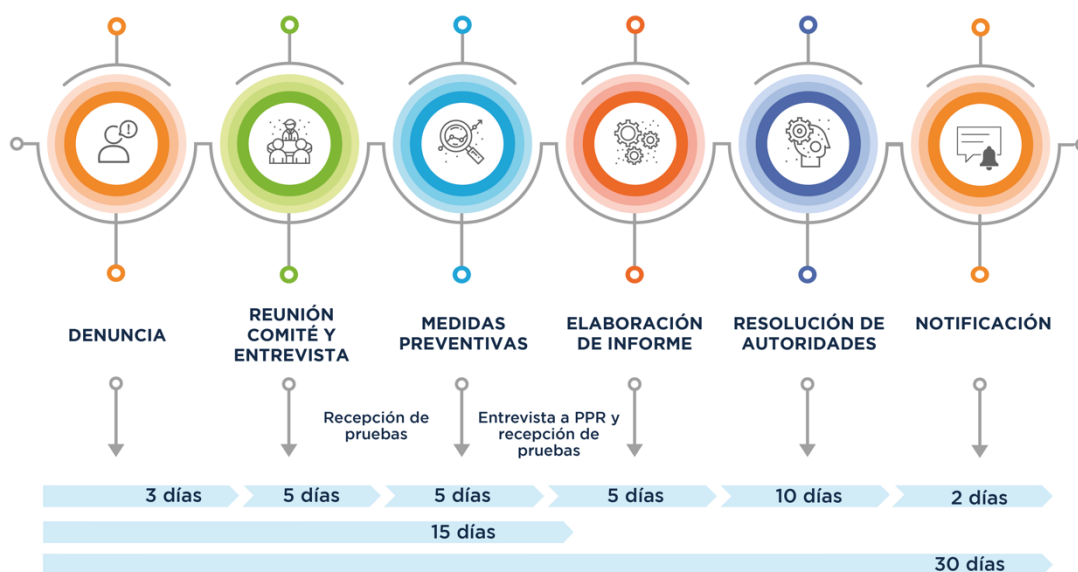 DENUNCIA
REUNIÓN
COMITÉ Y
ENTREVISTA
MEDIDAS
PREVENTIVAS
ELABORACIÓN
DE INFORME
RESOLUCIÓN DE
AUTORIDADES
NOTIFICACIÓN
Recepción de
pruebas
Entrevista a PPR y
recepción de
pruebas
3 días
5 días
5 días
5 días
10 días
2 días
15 días
30 días